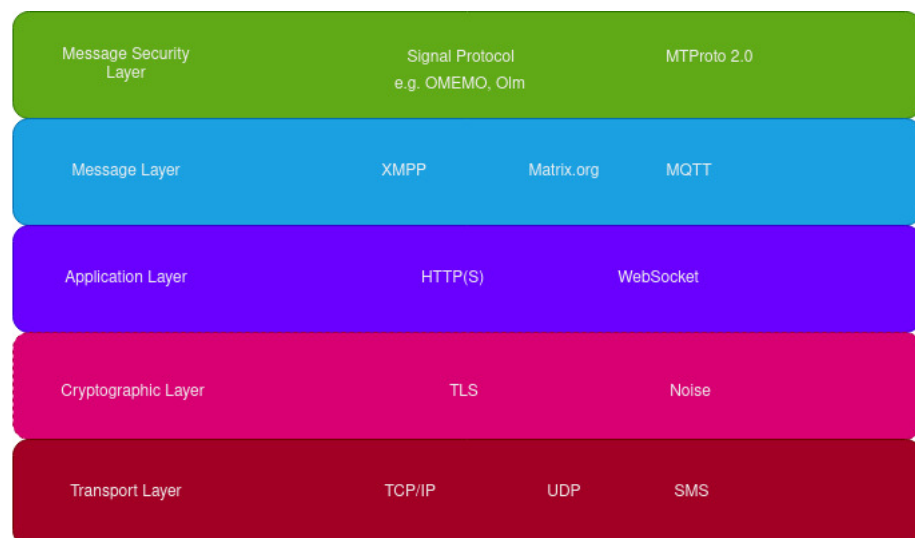 Message Security
Layer
Signal Protocol
e.g. OMEMO, Olm
MTProto 2.0
Message Layer
XMPP
Matrix.org
MQTT
Application Layer
HTTP(S)
WebSocket
Cryptographic Layer
TLS
Noise
Transport Layer
TCP/IP
UDP
SMS